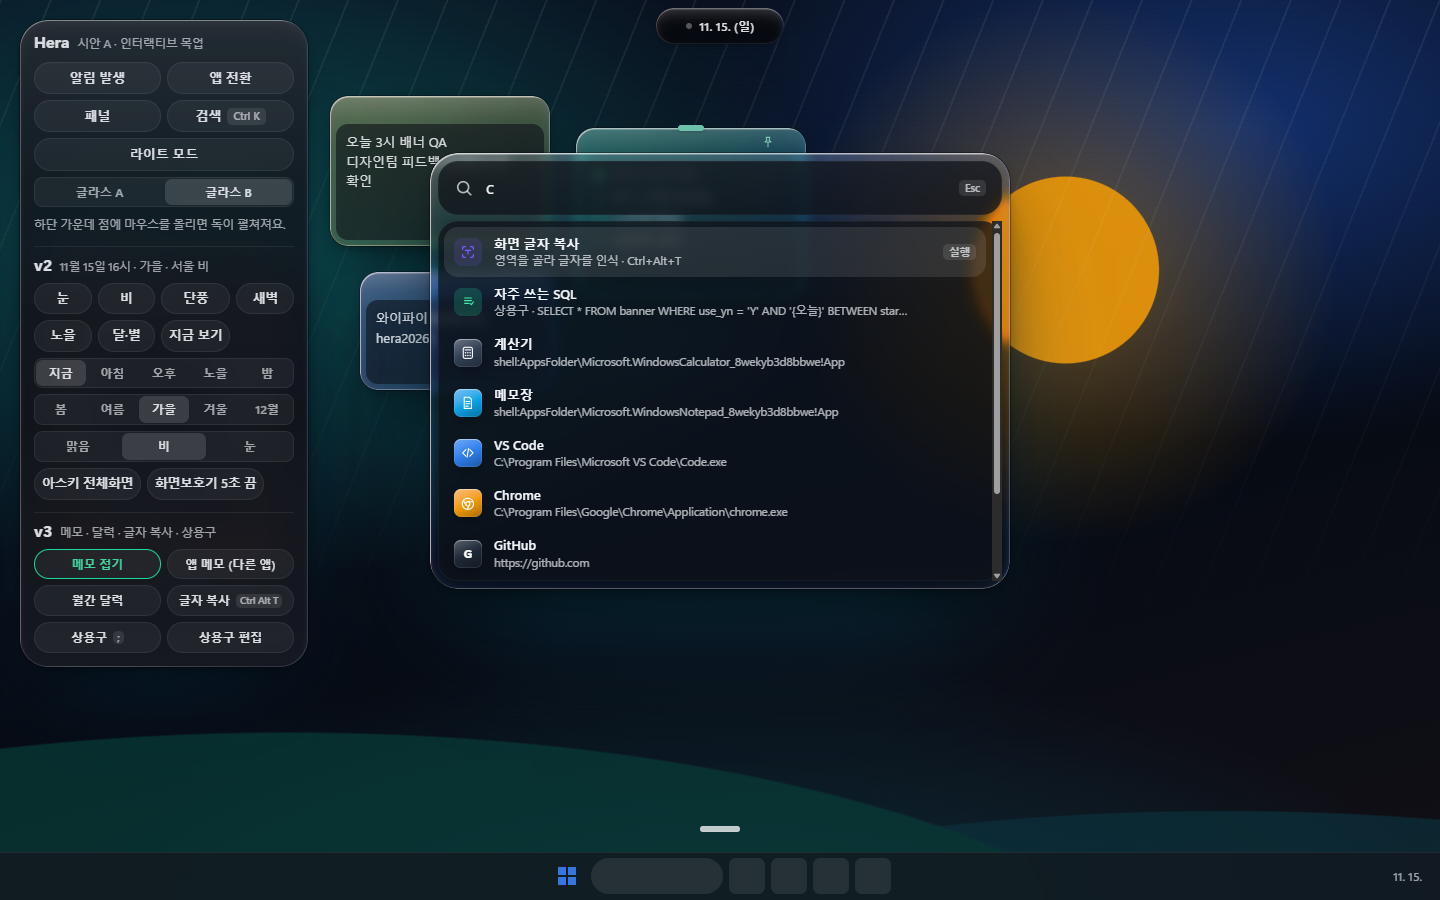 11. 15. (일)
Hera 시안 A · 인터랙티브 목업
알림 발생 앱 전환
패널 검색 Ctrl K
라이트 모드
글라스 A 글라스 B
하단 가운데 점에 마우스를 올리면 독이 펼쳐져요.
v2 11월 15일 16시 · 가을 · 서울 비
눈 비 단풍 새벽
노을 달·별 지금 보기
지금 아침 오후 노을 밤
봄 여름 가을 겨울 12월
맑음 비 눈
아스키 전체화면 화면보호기 5초 끔
v3 메모 · 달력 · 글자 복사 · 상용구
메모 접기 앱 메모 (다른 앱)
월간 달력 글자 복사 Ctrl Alt T
상용구 ; 상용구 편집
오늘 3시 배너 QA
디자인팀 피드백
확인
와이파이
hera2026
C Esc
화면 글자 복사
영역을 골라 글자를 인식 · Ctrl+Alt+T
실행
자주 쓰는 SQL
상용구 · SELECT * FROM banner WHERE use_yn = 'Y' AND '{오늘}' BETWEEN star...
계산기
shell:AppsFolder\Microsoft.WindowsCalculator_8wekyb3d8bbwe!App
메모장
shell:AppsFolder\Microsoft.WindowsNotepad_8wekyb3d8bbwe!App
VS Code
C:\Program Files\Microsoft VS Code\Code.exe
Chrome
C:\Program Files\Google\Chrome\Application\chrome.exe
G
GitHub
https://github.com
11. 15.